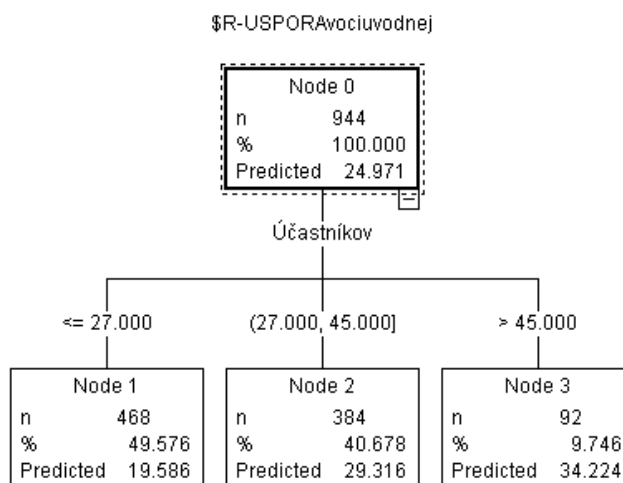 $R-USPORAvociuvodnej
Node 0
n 944
% 100.000
Predicted 24.971
Účastníkov
<= 27.000
(27.000, 45.000]
> 45.000
Node 1
n 468
% 49.576
Predicted 19.586
Node 2
n 384
% 40.678
Predicted 29.316
Node 3
n 92
% 9.746
Predicted 34.224